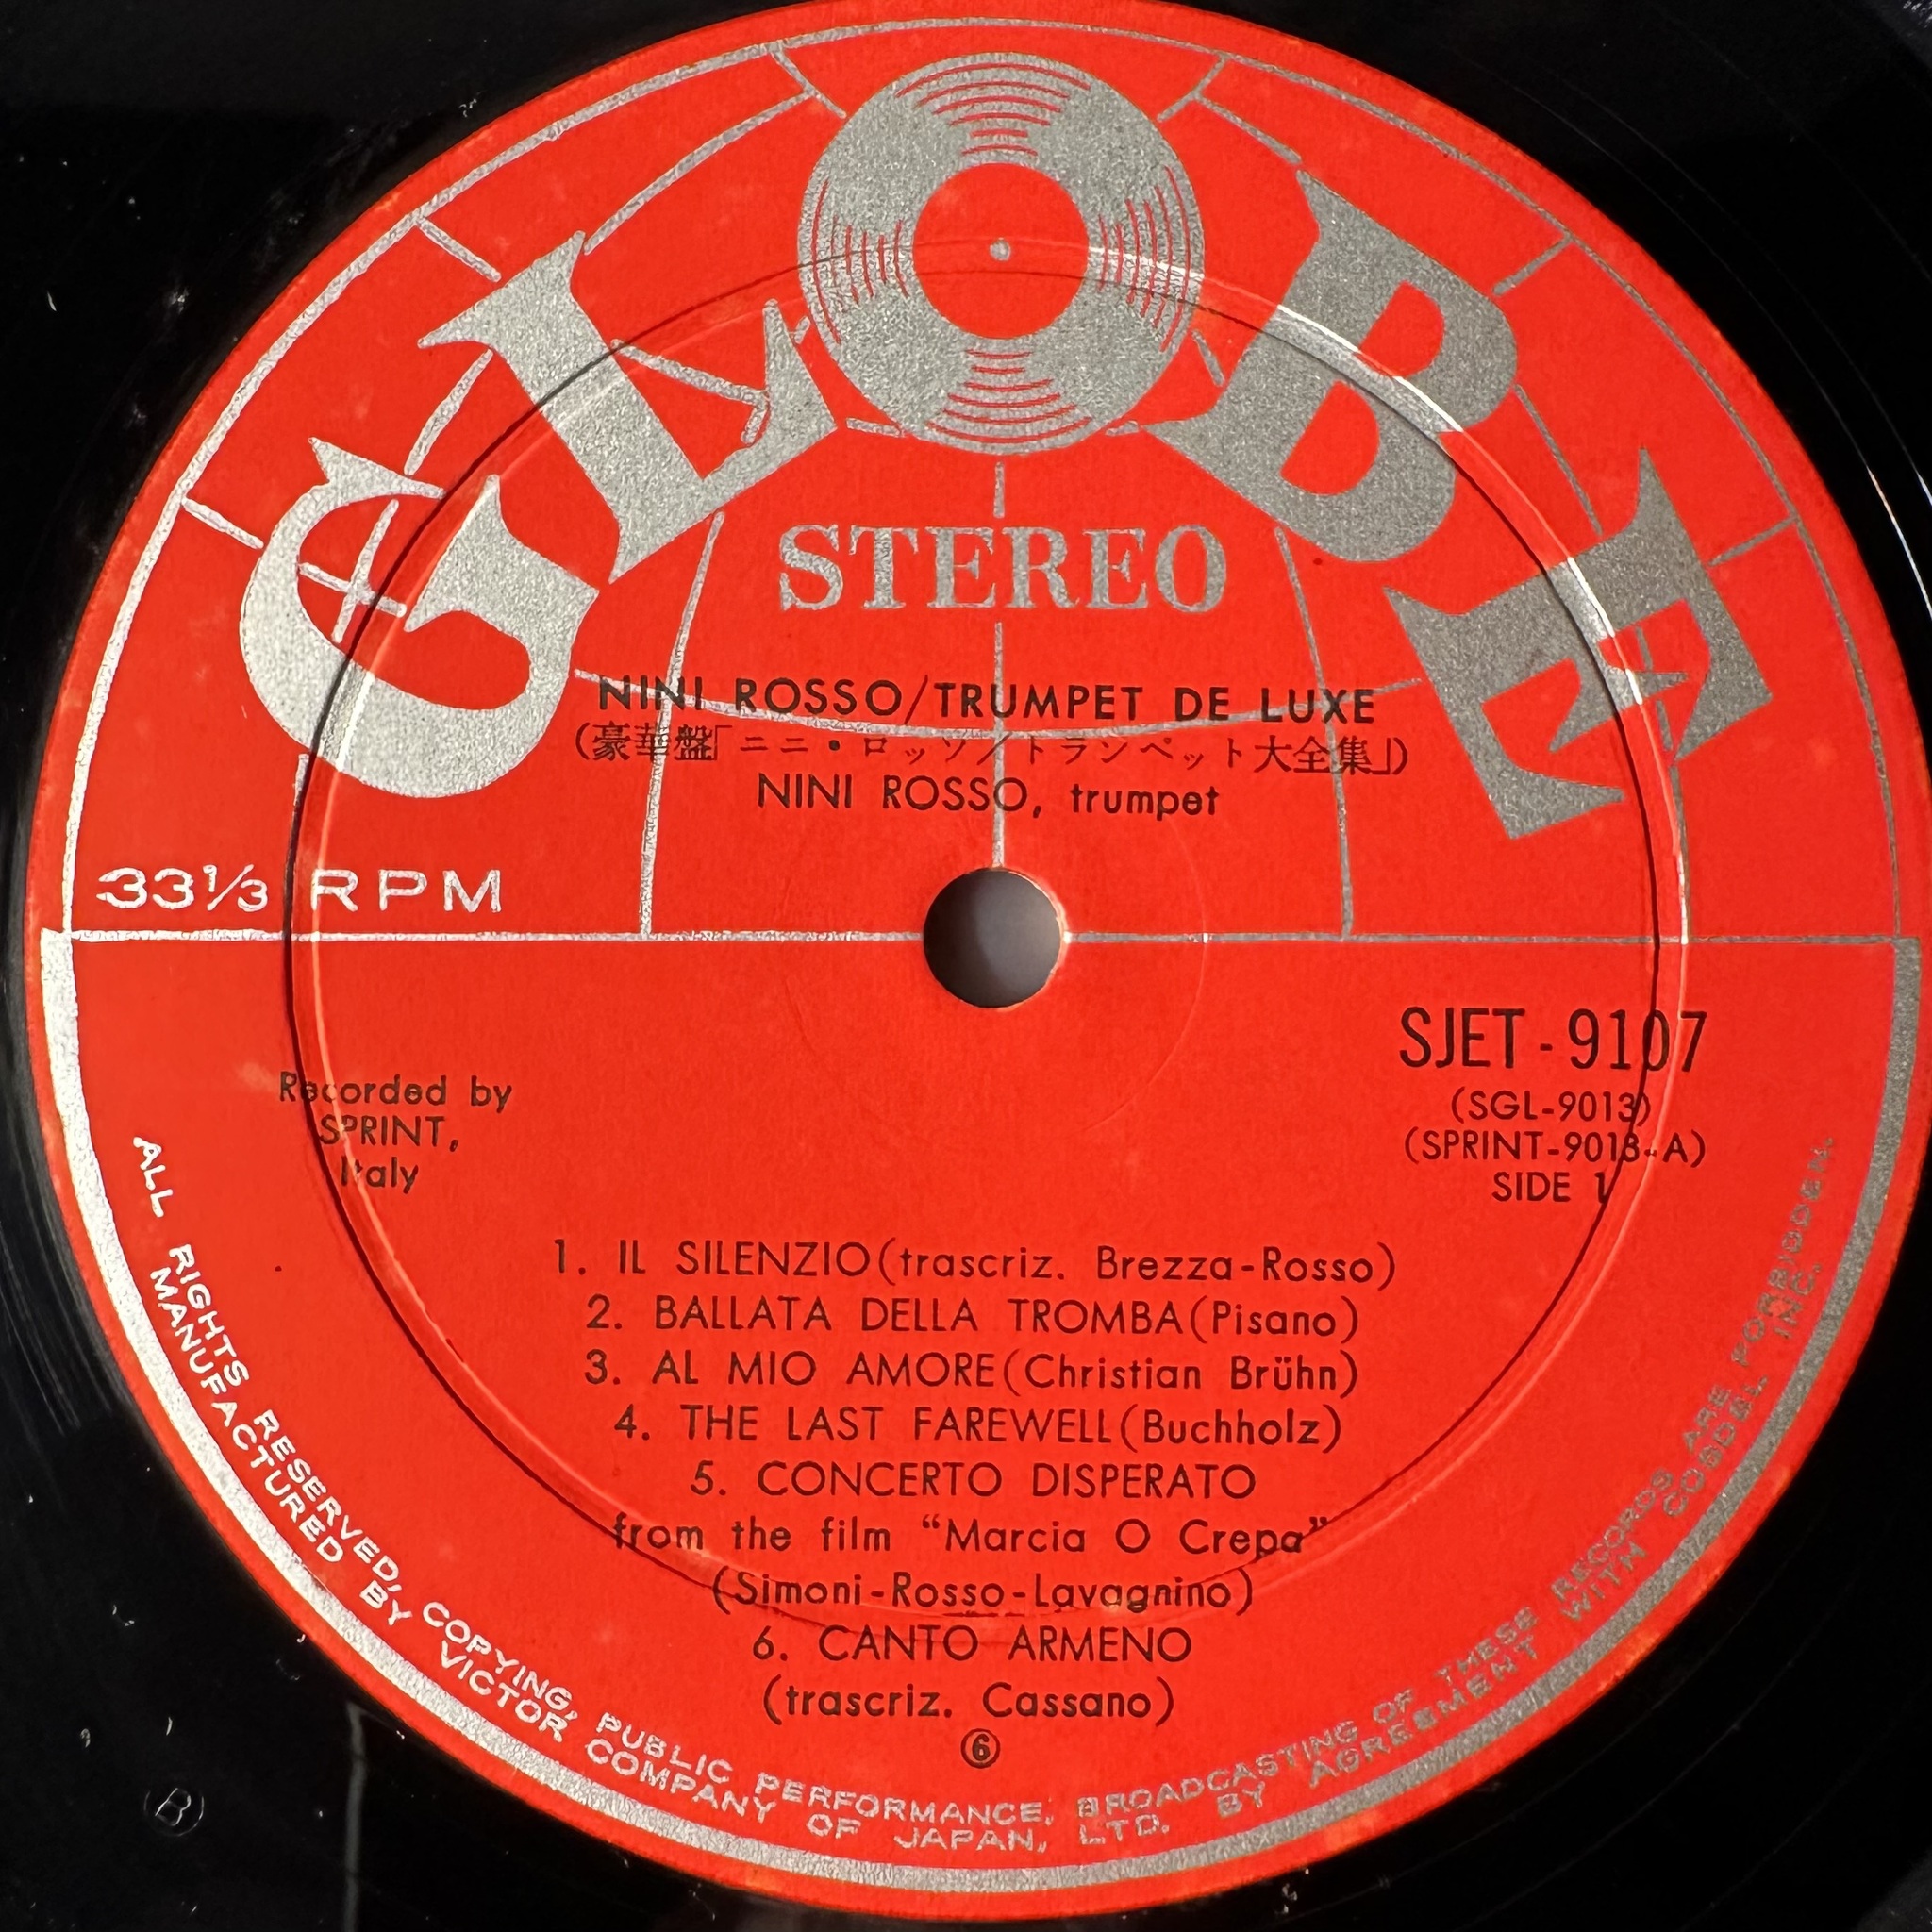 GLOBE
STEREO
NINI ROSSO/TRUMPET DE LUXE
(豪華盤「ニニ・ロッソ/トランペット大全集」)
NINI ROSSO, trumpet
33⅓ RPM
SJET-9107
(SGL-9013)
(SPRINT-9013-A)
SIDE 1
Recorded by
SPRINT,
Italy
1. IL SILENZIO(trascriz. Brezza-Rosso)
2. BALLATA DELLA TROMBA(Pisano)
3. AL MIO AMORE(Christian Brühn)
4. THE LAST FAREWELL(Buchholz)
5. CONCERTO DISPERATO
from the film “Marcia O Crepa”
(Simoni-Rosso-Lavagnino)
6. CANTO ARMENO
(trascriz. Cassano)
⑥
ALL RIGHTS RESERVED, COPYING, PUBLIC PERFORMANCE, BROADCASTING OF THESE RECORDS ARE FORBIDDEN.
MANUFACTURED BY VICTOR COMPANY OF JAPAN, LTD. BY AGREEMENT WITH COSDEL INC.
B